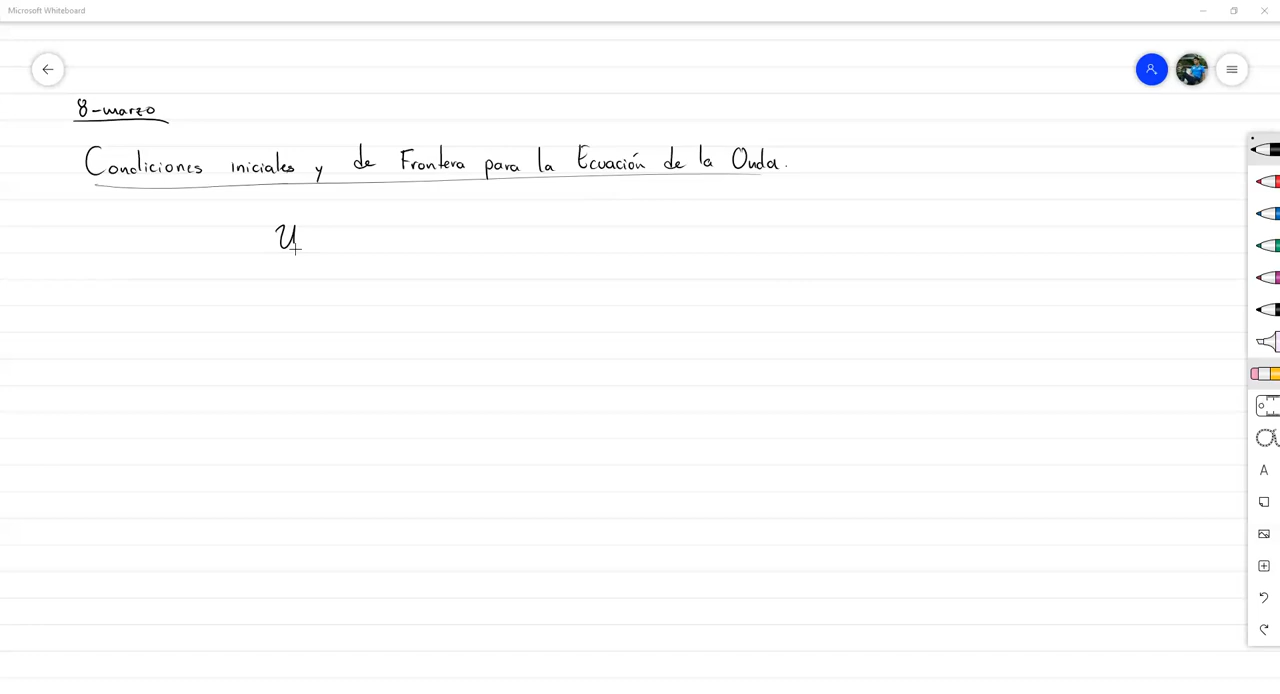 Microsoft Whiteboard
8-marzo
Condiciones iniciales y de Frontera para la Ecuación de la Onda.
U
A